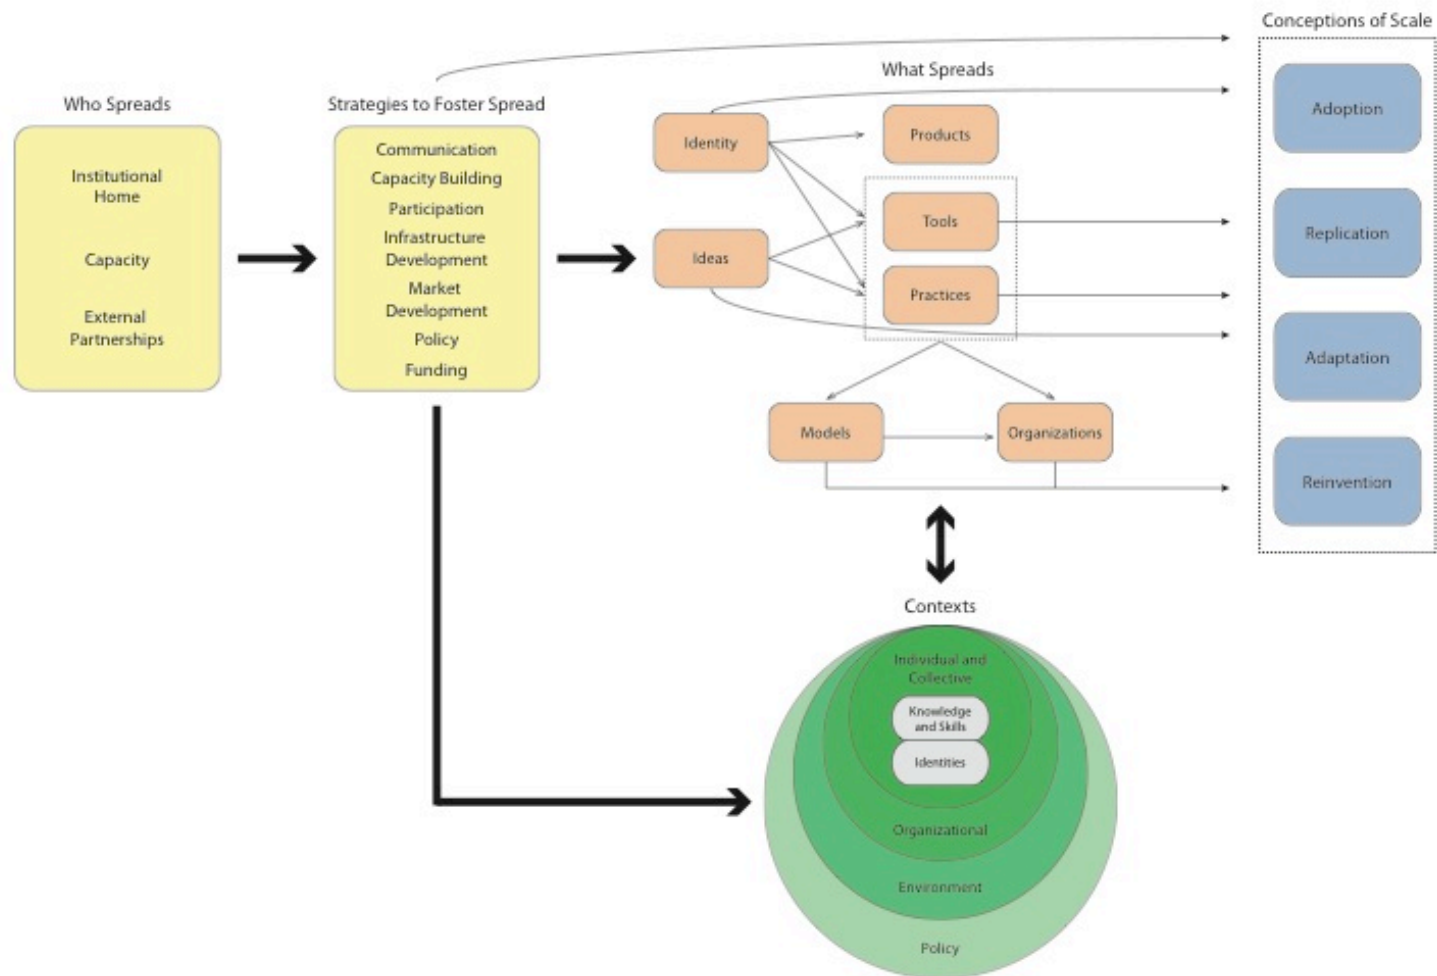 Conceptions of Scale
What Spreads
Who Spreads
Strategies to Foster Spread
Institutional
Home
Capacity
External
Partnerships
Communication
Capacity Building
Participation
Infrastructure
Development
Market
Development
Policy
Funding
Identity
Products
Ideas
Tools
Practices
Models
Organizations
Adoption
Replication
Adaptation
Reinvention
Contexts
Individual and
Collective
Knowledge
and Skills
Identities
Organizational
Environment
Policy